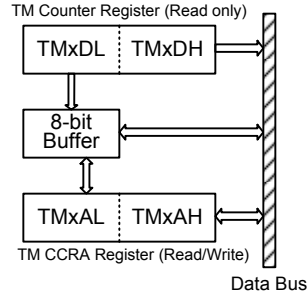 TM Counter Register (Read only)
TMxDL TMxDH
8-bit
Buffer
TMxAL TMxAH
TM CCRA Register (Read/Write)
Data Bus